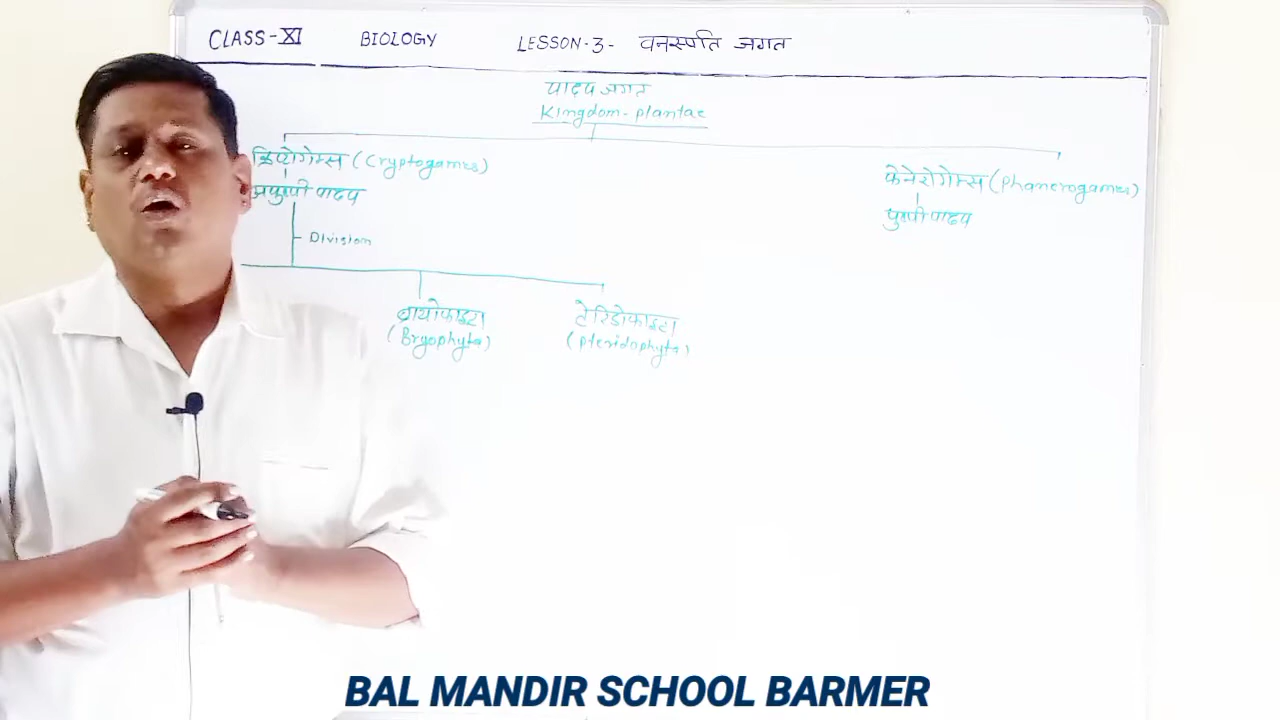 CLASS-XI BIOLOGY LESSON-3- वनस्पति जगत
पादप जगत
Kingdom-plantae
क्रिप्टोगेम्स (Cryptogames)
अपुष्पी पादप
Division
फेनेरोगेम्स (Phanerogames)
पुष्पी पादप
ब्रायोफाइटा
(Bryophyta)
टेरिडोफाइटा
(Pteridophyta)
BAL MANDIR SCHOOL BARMER